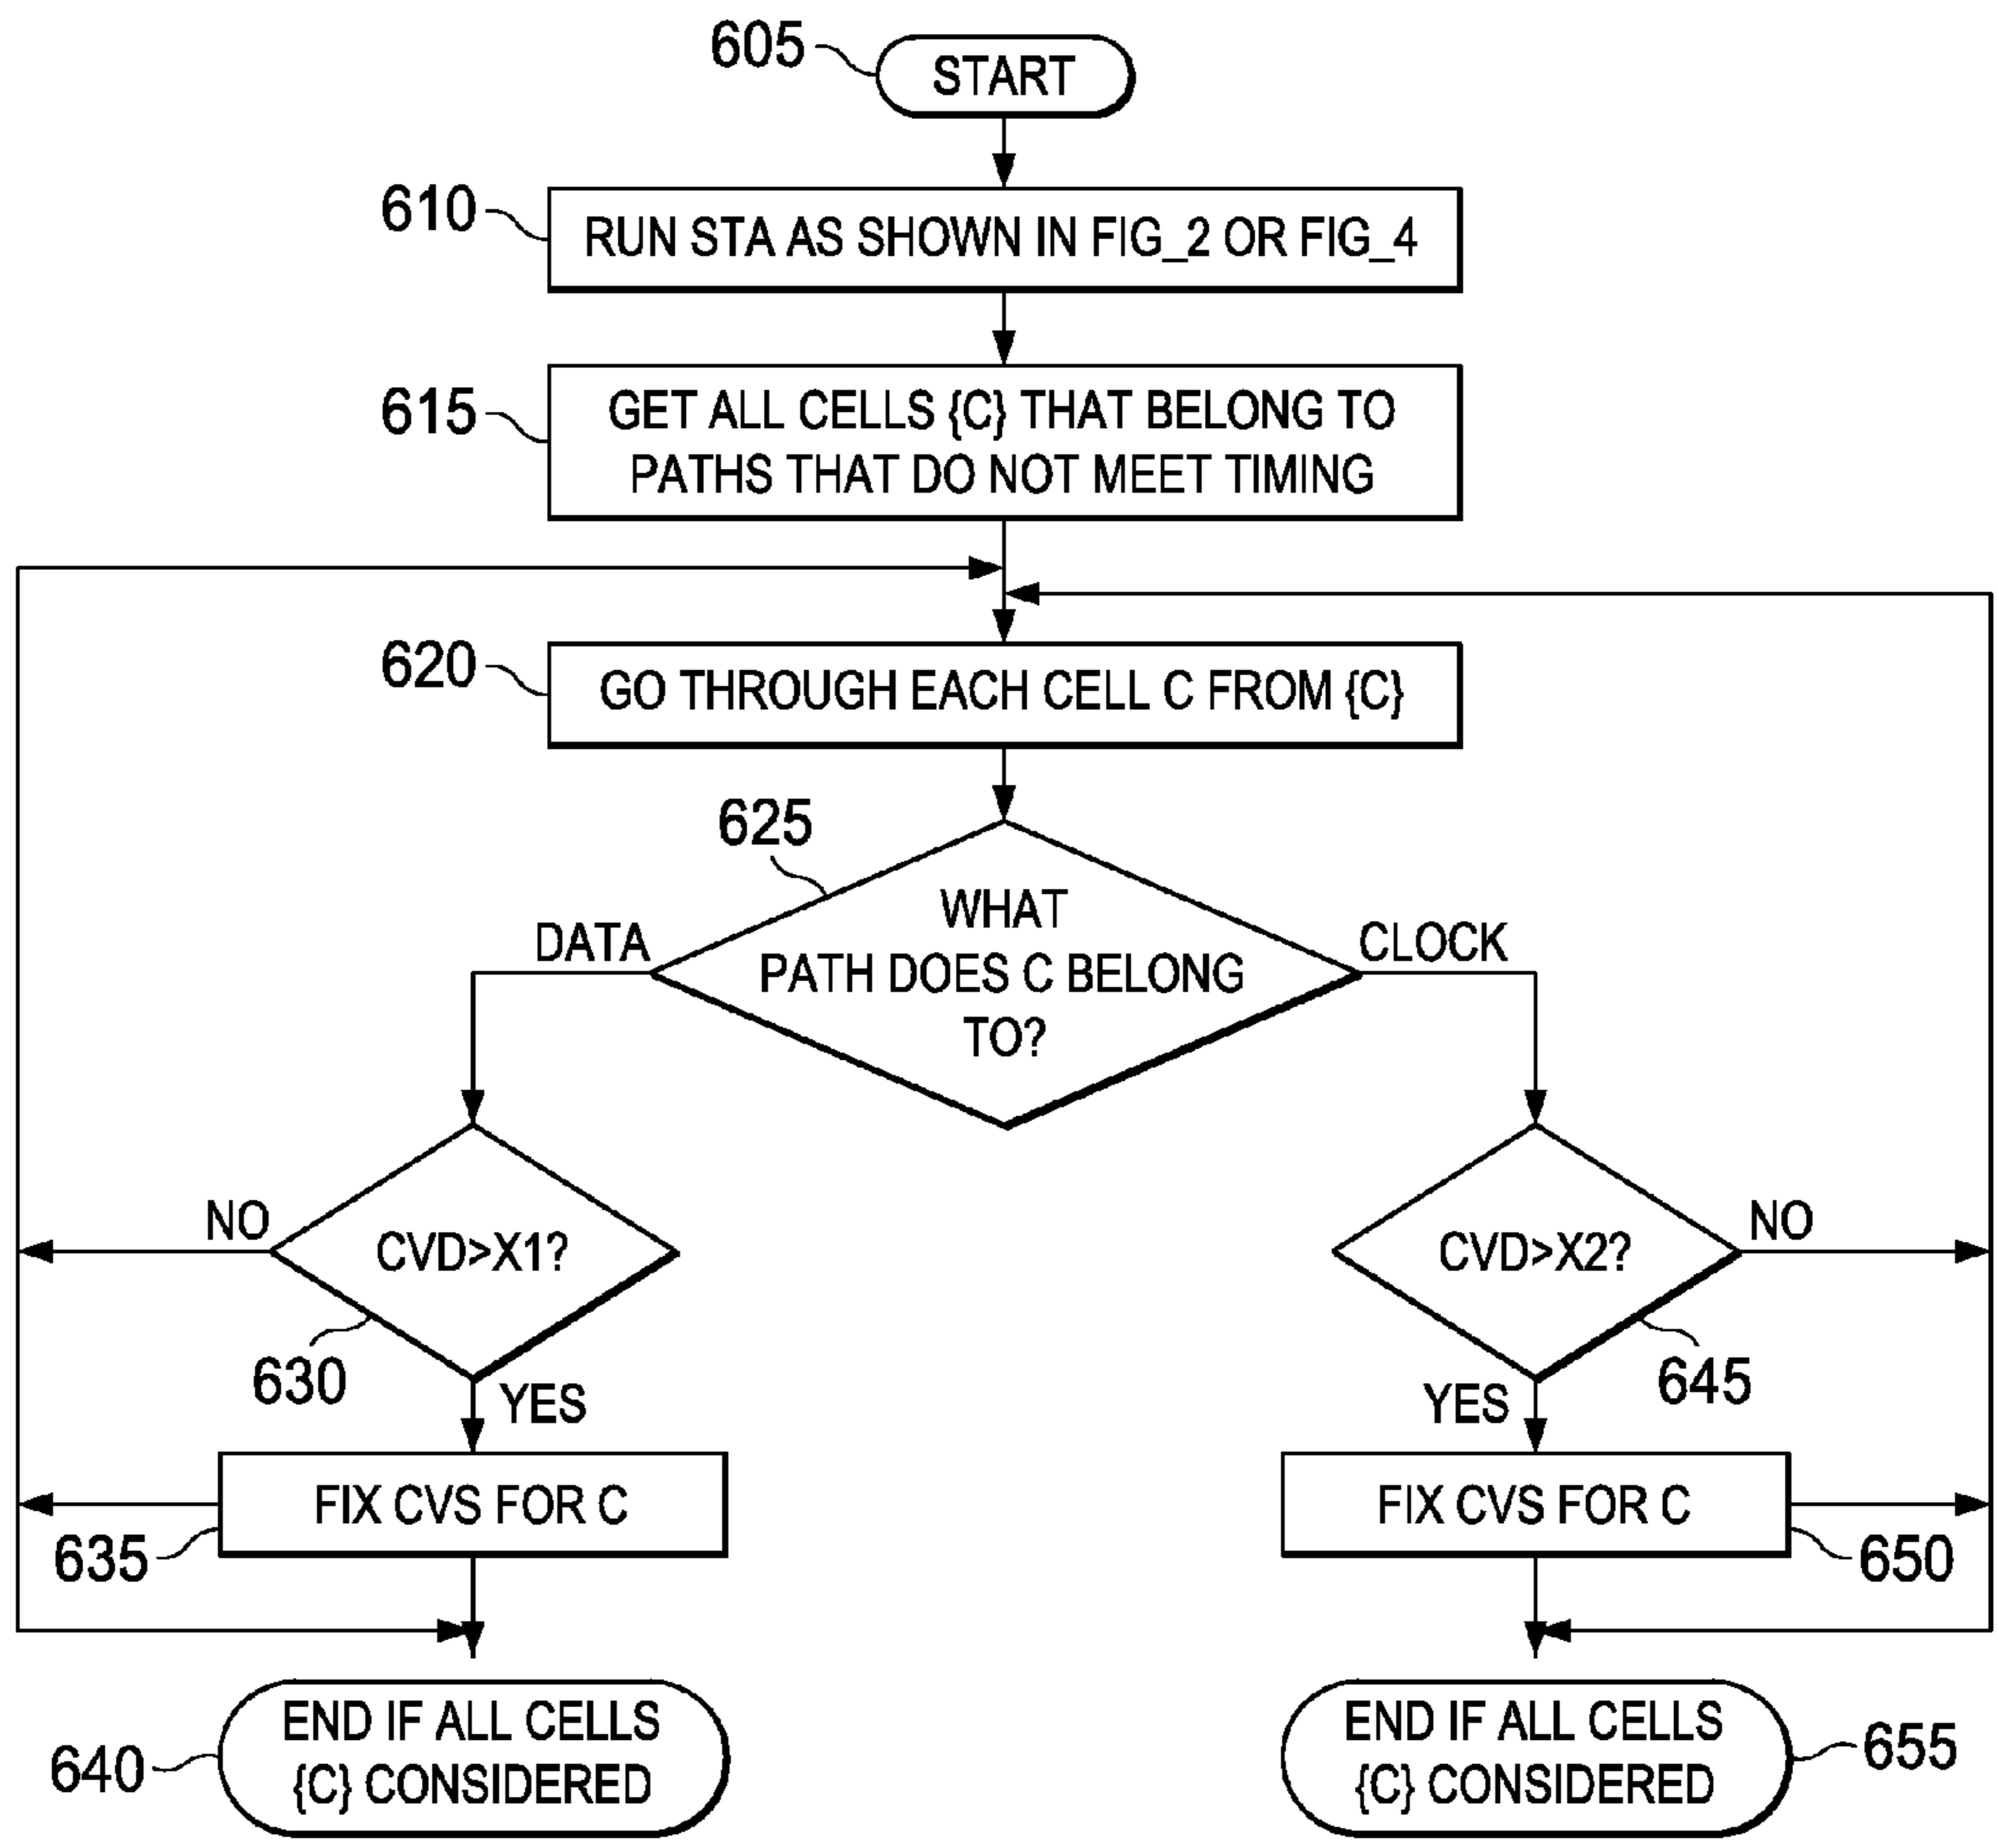 605
START
610
RUN STA AS SHOWN IN FIG_2 OR FIG_4
615
GET ALL CELLS {C} THAT BELONG TO
PATHS THAT DO NOT MEET TIMING
620
GO THROUGH EACH CELL C FROM {C}
625
WHAT
PATH DOES C BELONG
TO?
DATA
CLOCK
NO
CVD>X1?
630
YES
FIX CVS FOR C
635
END IF ALL CELLS
{C} CONSIDERED
640
CVD>X2?
NO
645
YES
FIX CVS FOR C
650
END IF ALL CELLS
{C} CONSIDERED
655